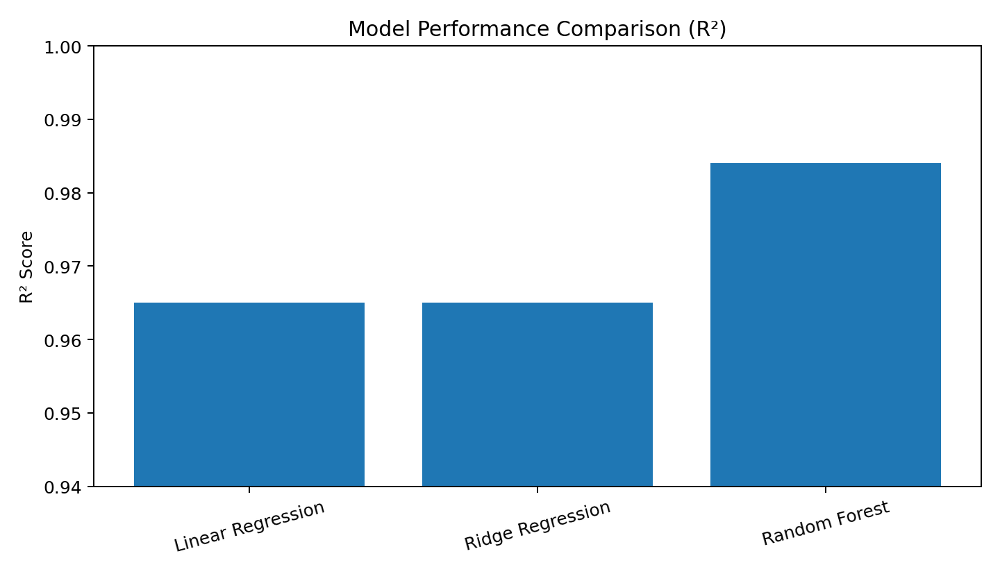 Model Performance Comparison (R²)
R² Score
1.00
0.99
0.98
0.97
0.96
0.95
0.94
Linear Regression
Ridge Regression
Random Forest